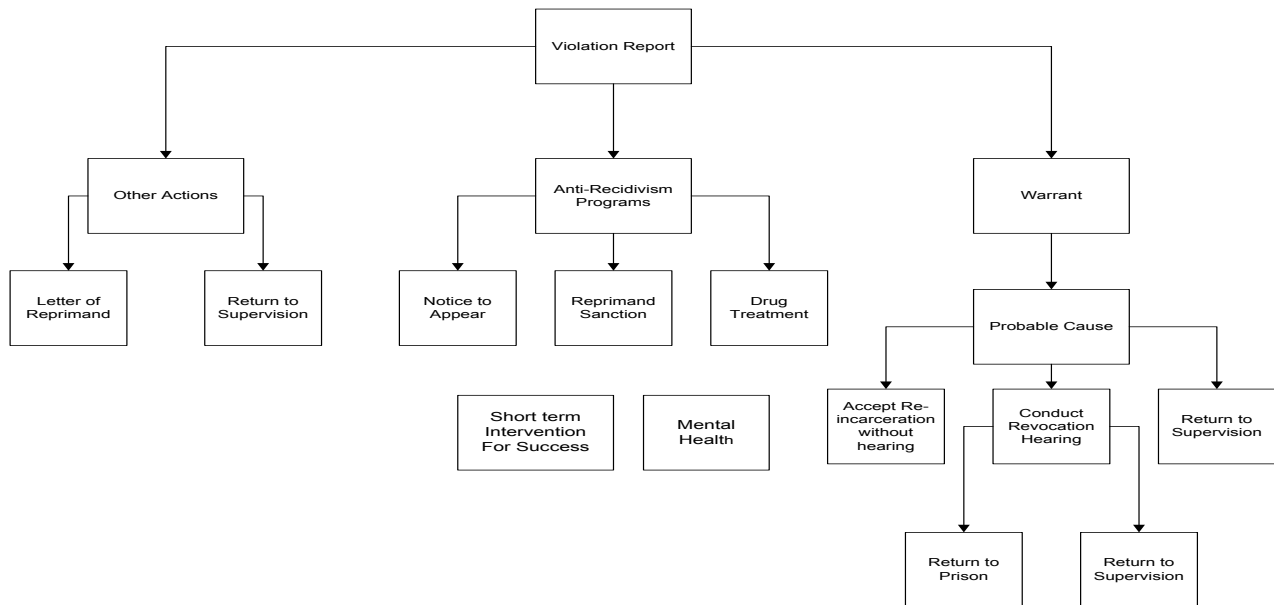 Violation Report
Other Actions
Anti-Recidivism
Programs
Warrant
Letter of
Reprimand
Return to
Supervision
Notice to
Appear
Reprimand
Sanction
Drug
Treatment
Probable Cause
Short term
Intervention
For Success
Mental
Health
Accept Re-
incarceration
without
hearing
Conduct
Revocation
Hearing
Return to
Supervision
Return to
Prison
Return to
Supervision